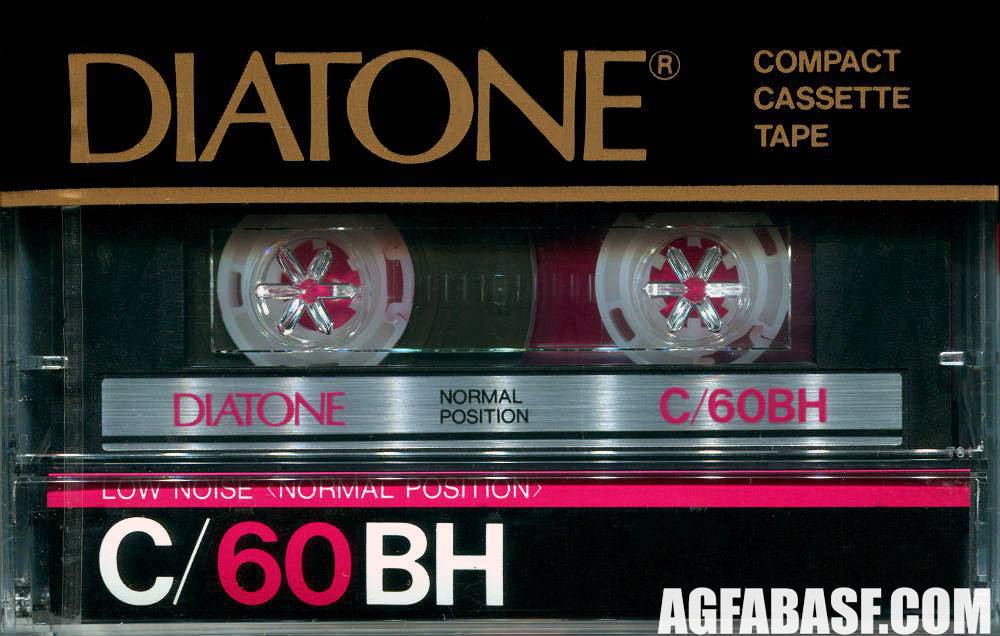 DIATONE®
COMPACT
CASSETTE
TAPE
DIATONE
NORMAL
POSITION
C/60BH
LOW NOISE <NORMAL POSITION>
C/60BH
AGFABASF.COM